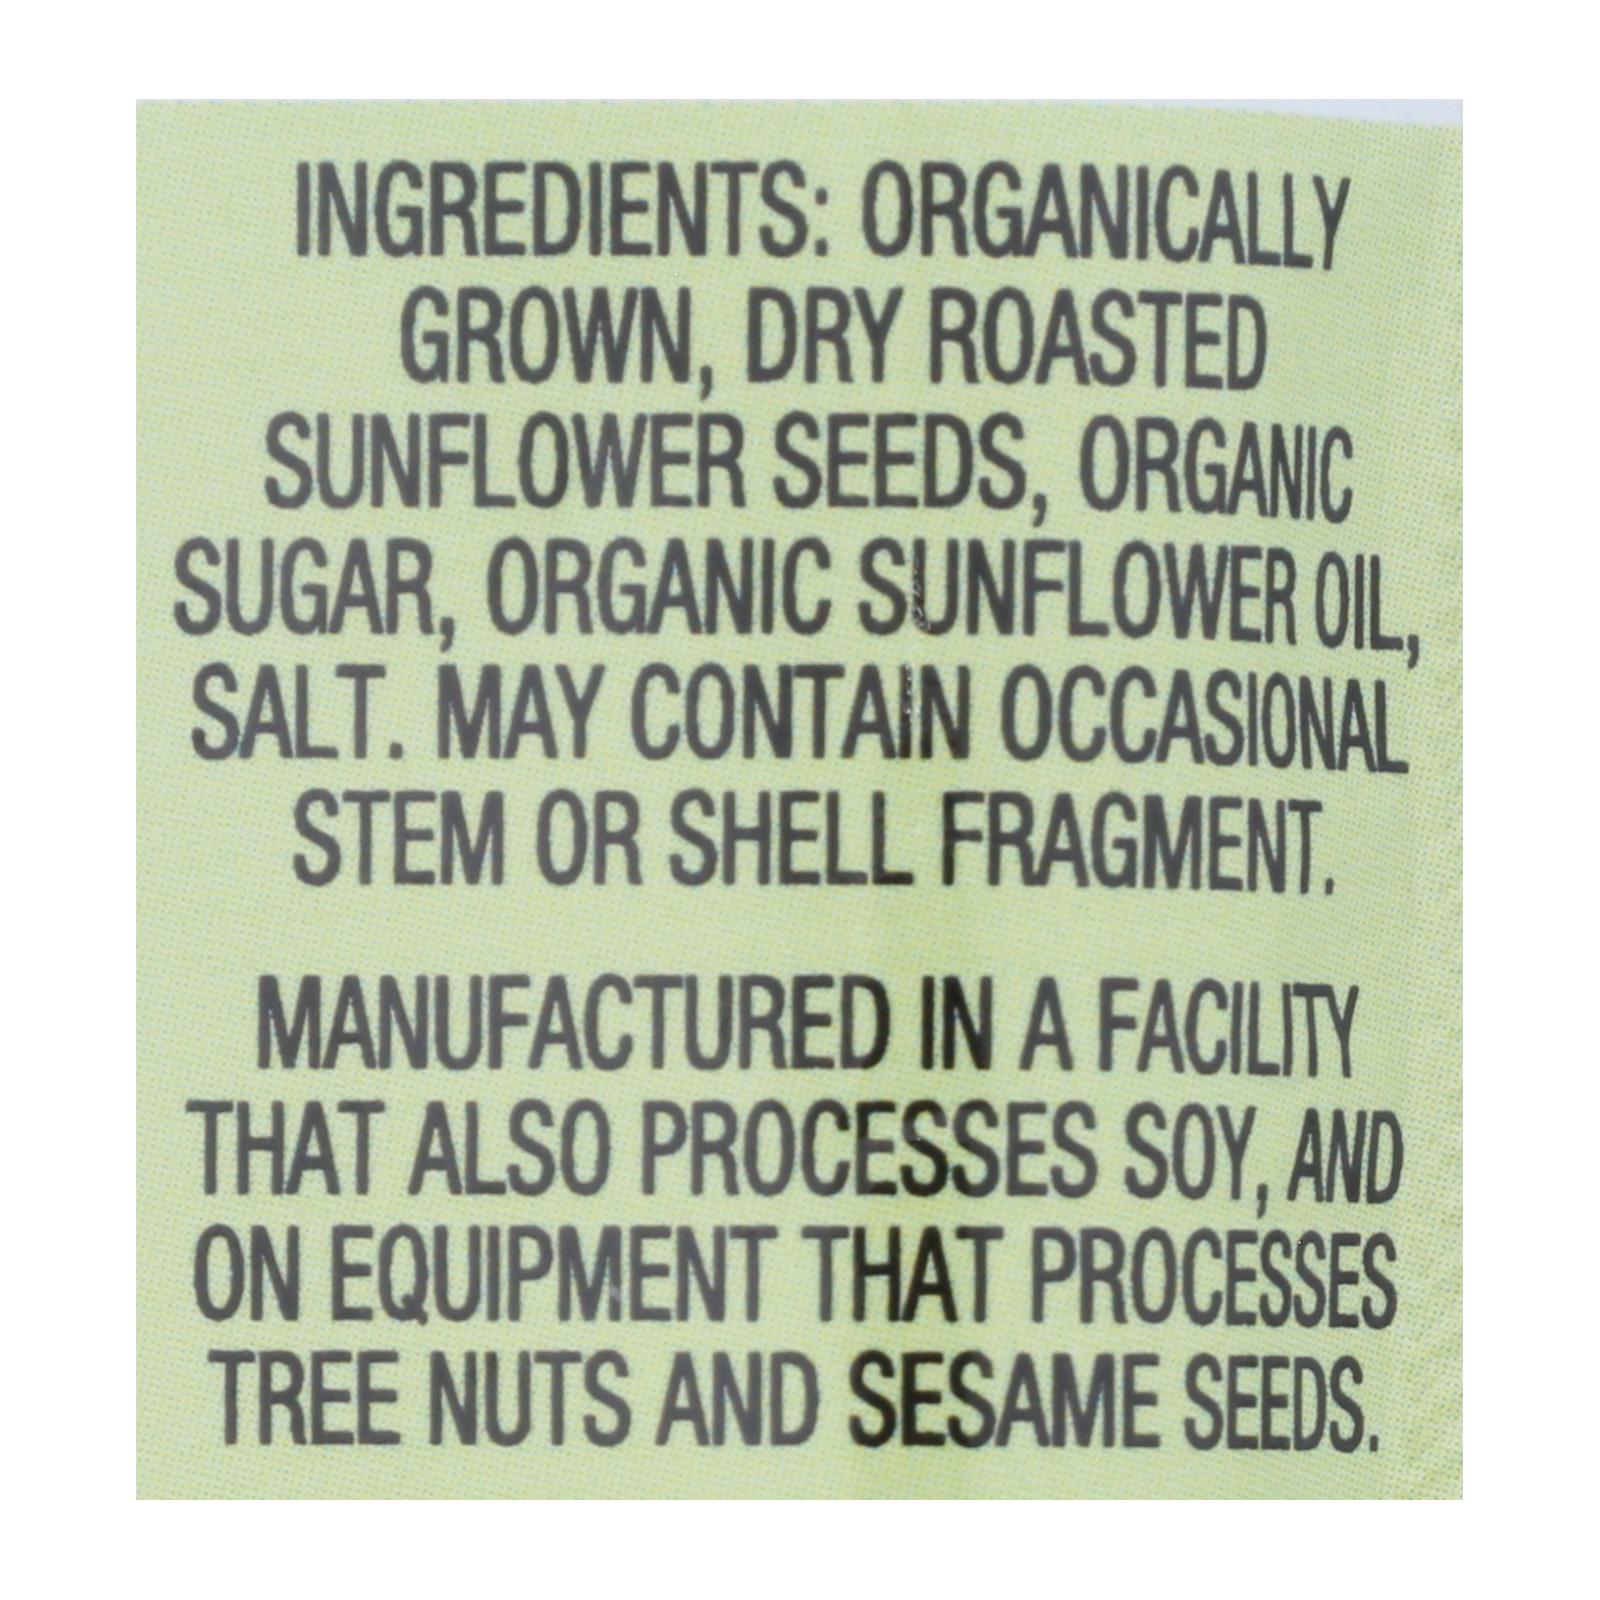 INGREDIENTS: ORGANICALLY
GROWN, DRY ROASTED
SUNFLOWER SEEDS, ORGANIC
SUGAR, ORGANIC SUNFLOWER OIL,
SALT. MAY CONTAIN OCCASIONAL
STEM OR SHELL FRAGMENT.
MANUFACTURED IN A FACILITY
THAT ALSO PROCESSES SOY, AND
ON EQUIPMENT THAT PROCESSES
TREE NUTS AND SESAME SEEDS.